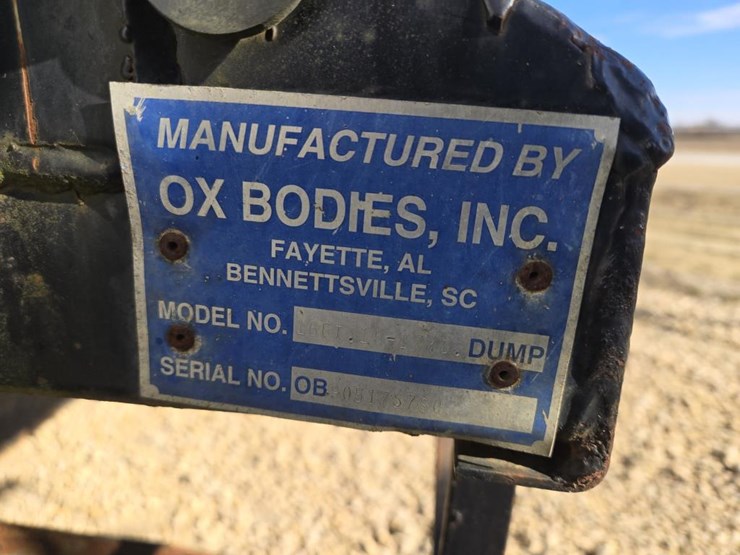 MANUFACTURED BY
OX BODIES, INC.
FAYETTE, AL
BENNETTSVILLE, SC
MODEL NO. DUMP
SERIAL NO. OB